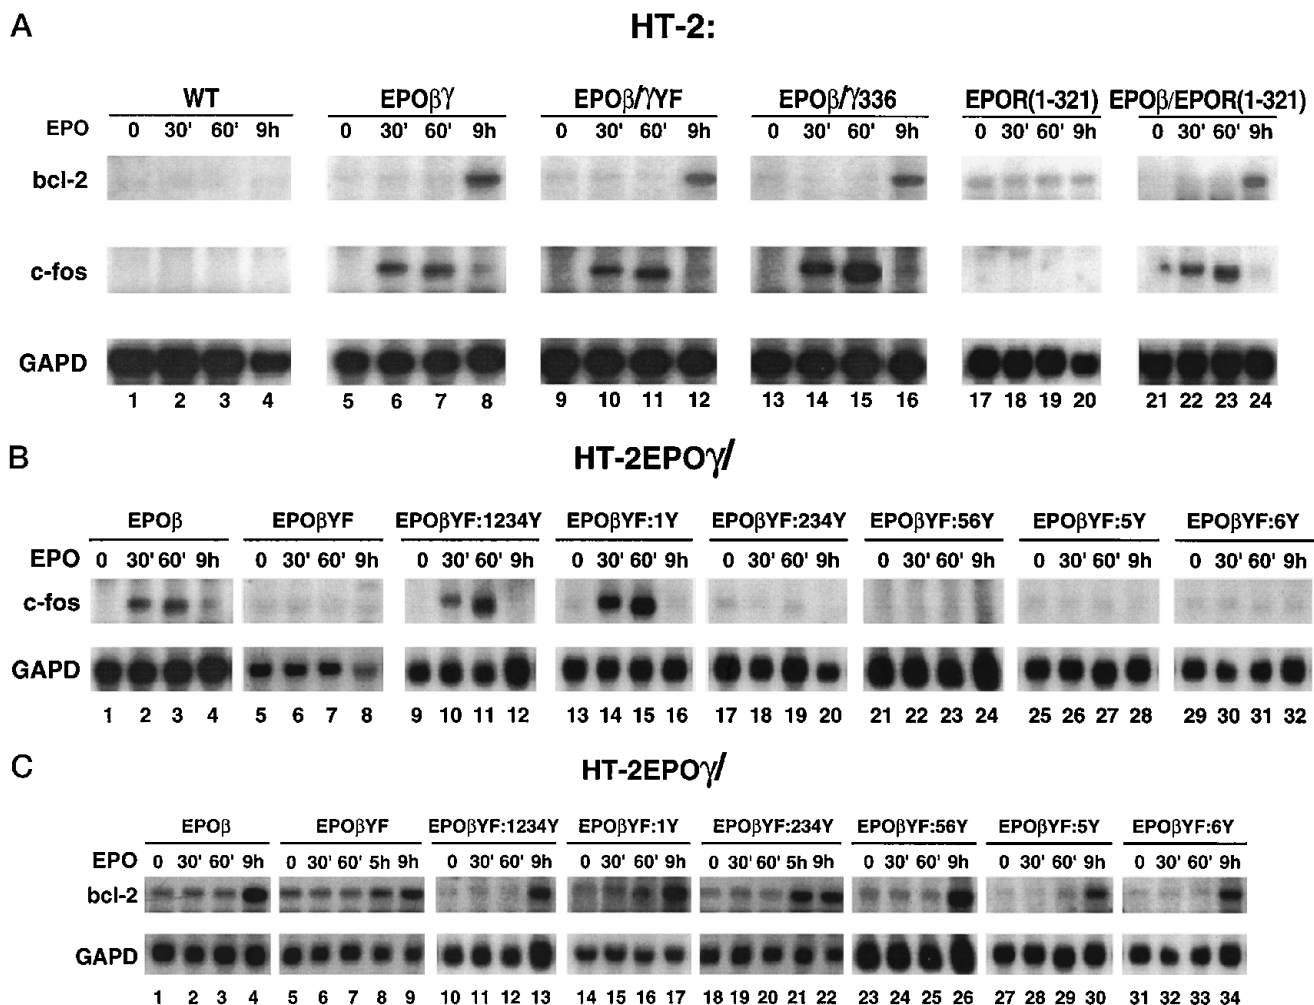 A
HT-2:
WT EPOβγ EPOβ/γYF EPOβ/γ336 EPOR(1-321) EPOβ/EPOR(1-321)
EPO 0 30' 60' 9h 0 30' 60' 9h 0 30' 60' 9h 0 30' 60' 9h 0 30' 60' 9h 0 30' 60' 9h
bcl-2
c-fos
GAPD
1 2 3 4 5 6 7 8 9 10 11 12 13 14 15 16 17 18 19 20 21 22 23 24
B
HT-2EPOγ/
EPOβ EPOβYF EPOβYF:1234Y EPOβYF:1Y EPOβYF:234Y EPOβYF:56Y EPOβYF:5Y EPOβYF:6Y
EPO 0 30' 60' 9h 0 30' 60' 9h 0 30' 60' 9h 0 30' 60' 9h 0 30' 60' 9h 0 30' 60' 9h 0 30' 60' 9h 0 30' 60' 9h
c-fos
GAPD
1 2 3 4 5 6 7 8 9 10 11 12 13 14 15 16 17 18 19 20 21 22 23 24 25 26 27 28 29 30 31 32
C
HT-2EPOγ/
EPOβ EPOβYF EPOβYF:1234Y EPOβYF:1Y EPOβYF:234Y EPOβYF:56Y EPOβYF:5Y EPOβYF:6Y
EPO 0 30' 60' 9h 0 30' 60' 5h 9h 0 30' 60' 9h 0 30' 60' 9h 0 30' 60' 5h 9h 0 30' 60' 9h 0 30' 60' 9h 0 30' 60' 9h
bcl-2
GAPD
1 2 3 4 5 6 7 8 9 10 11 12 13 14 15 16 17 18 19 20 21 22 23 24 25 26 27 28 29 30 31 32 33 34